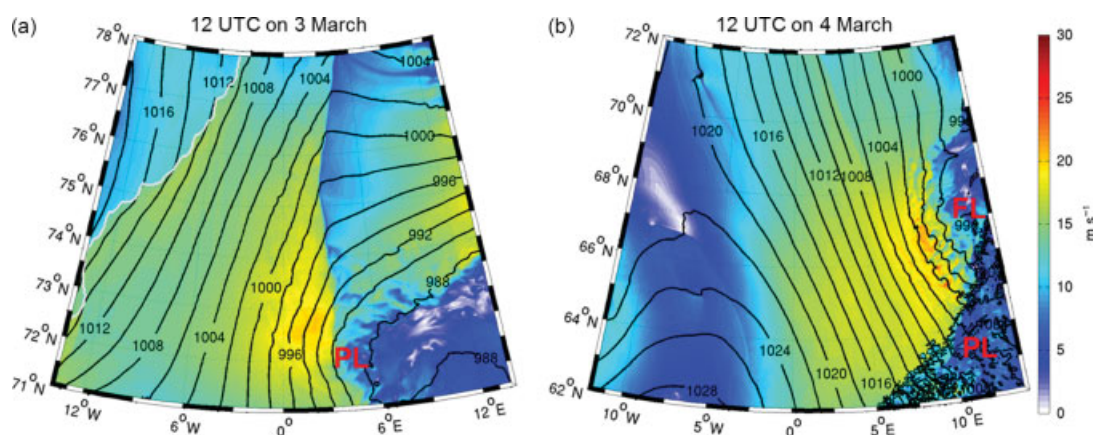 (a)
12 UTC on 3 March
78°N
77°N
76°N
75°N
74°N
73°N
72°N
71°N
12°W
6°W
0°
6°E
12°E
1016
1012
1008
1004
1004
1000
996
992
988
1000
1012
1008
1004
996
988
PL
(b)
12 UTC on 4 March
72°N
70°N
68°N
66°N
64°N
62°N
10°W
5°W
0°
5°E
10°E
1000
1020
1016
1004
1012
1008
1024
1028
1020
1016
FL
PL
30
25
20
15
10
5
0
m s⁻¹